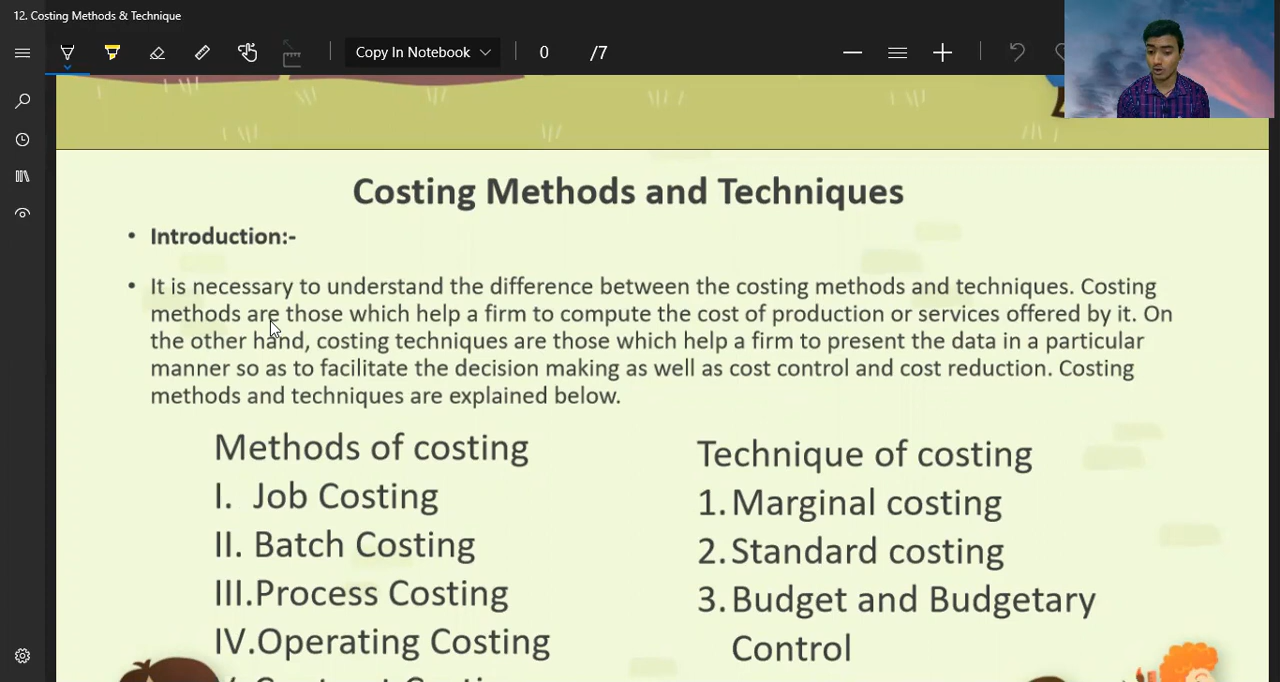 12. Costing Methods & Technique
Copy In Notebook
0 /7
Costing Methods and Techniques
• Introduction:-
• It is necessary to understand the difference between the costing methods and techniques. Costing
methods are those which help a firm to compute the cost of production or services offered by it. On
the other hand, costing techniques are those which help a firm to present the data in a particular
manner so as to facilitate the decision making as well as cost control and cost reduction. Costing
methods and techniques are explained below.
Methods of costing
I. Job Costing
II. Batch Costing
III.Process Costing
IV.Operating Costing
Technique of costing
1.Marginal costing
2.Standard costing
3.Budget and Budgetary
Control